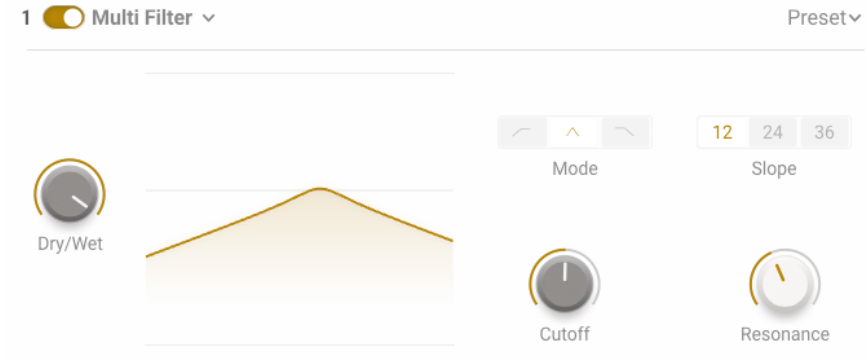 1 Multi Filter
Preset
12 24 36
Mode
Slope
Dry/Wet
Cutoff
Resonance